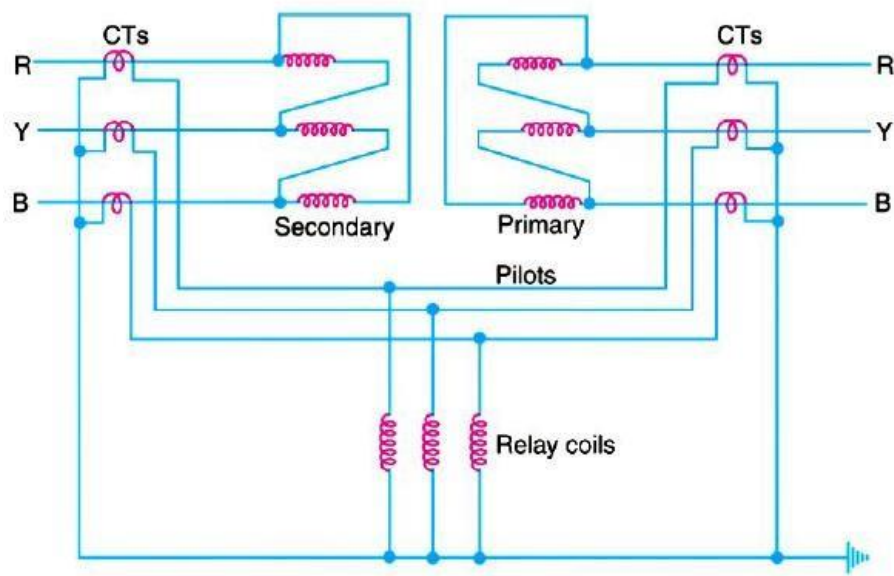 CTs
CTs
R
R
Y
Y
B
B
Secondary
Primary
Pilots
Relay coils